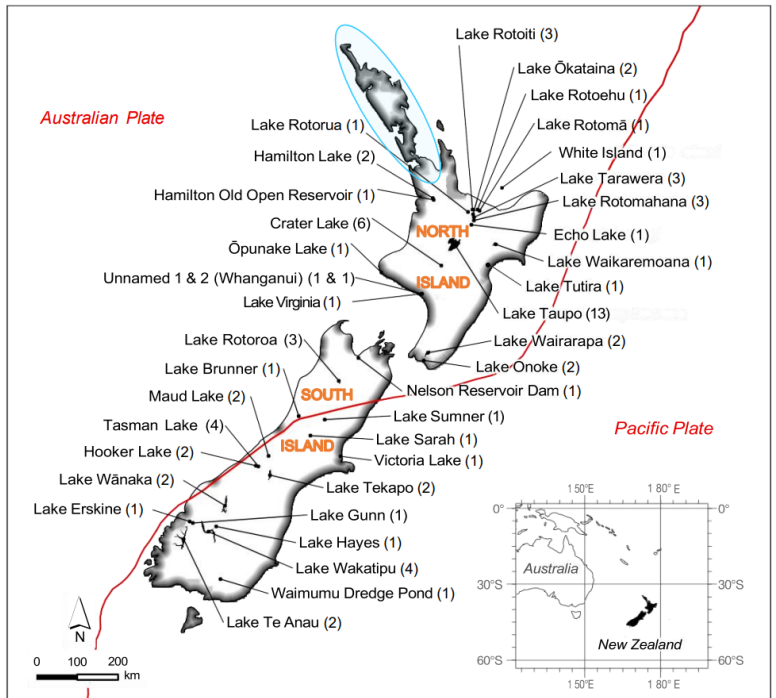 Lake Rotoiti (3)
Lake Ōkataina (2)
Lake Rotoehu (1)
Australian Plate
Lake Rotorua (1)
Lake Rotomā (1)
Hamilton Lake (2)
White Island (1)
Lake Tarawera (3)
Hamilton Old Open Reservoir (1)
Lake Rotomahana (3)
Crater Lake (6)
NORTH
Echo Lake (1)
Ōpunake Lake (1)
Lake Waikaremoana (1)
Unnamed 1 & 2 (Whanganui) (1 & 1)
ISLAND
Lake Tutira (1)
Lake Virginia (1)
Lake Taupo (13)
Lake Rotoroa (3)
Lake Wairarapa (2)
Lake Brunner (1)
Lake Onoke (2)
Maud Lake (2)
SOUTH
Nelson Reservoir Dam (1)
Tasman Lake (4)
Lake Sumner (1)
Pacific Plate
Hooker Lake (2)
ISLAND
Lake Sarah (1)
Victoria Lake (1)
Lake Wānaka (2)
Lake Tekapo (2)
Lake Erskine (1)
Lake Gunn (1)
Lake Hayes (1)
Lake Wakatipu (4)
Waimumu Dredge Pond (1)
Lake Te Anau (2)
N
0 100 200
km
150°E 180°E
0° 0°
Australia
30°S 30°S
New Zealand
60°S 60°S
150°E 180°E